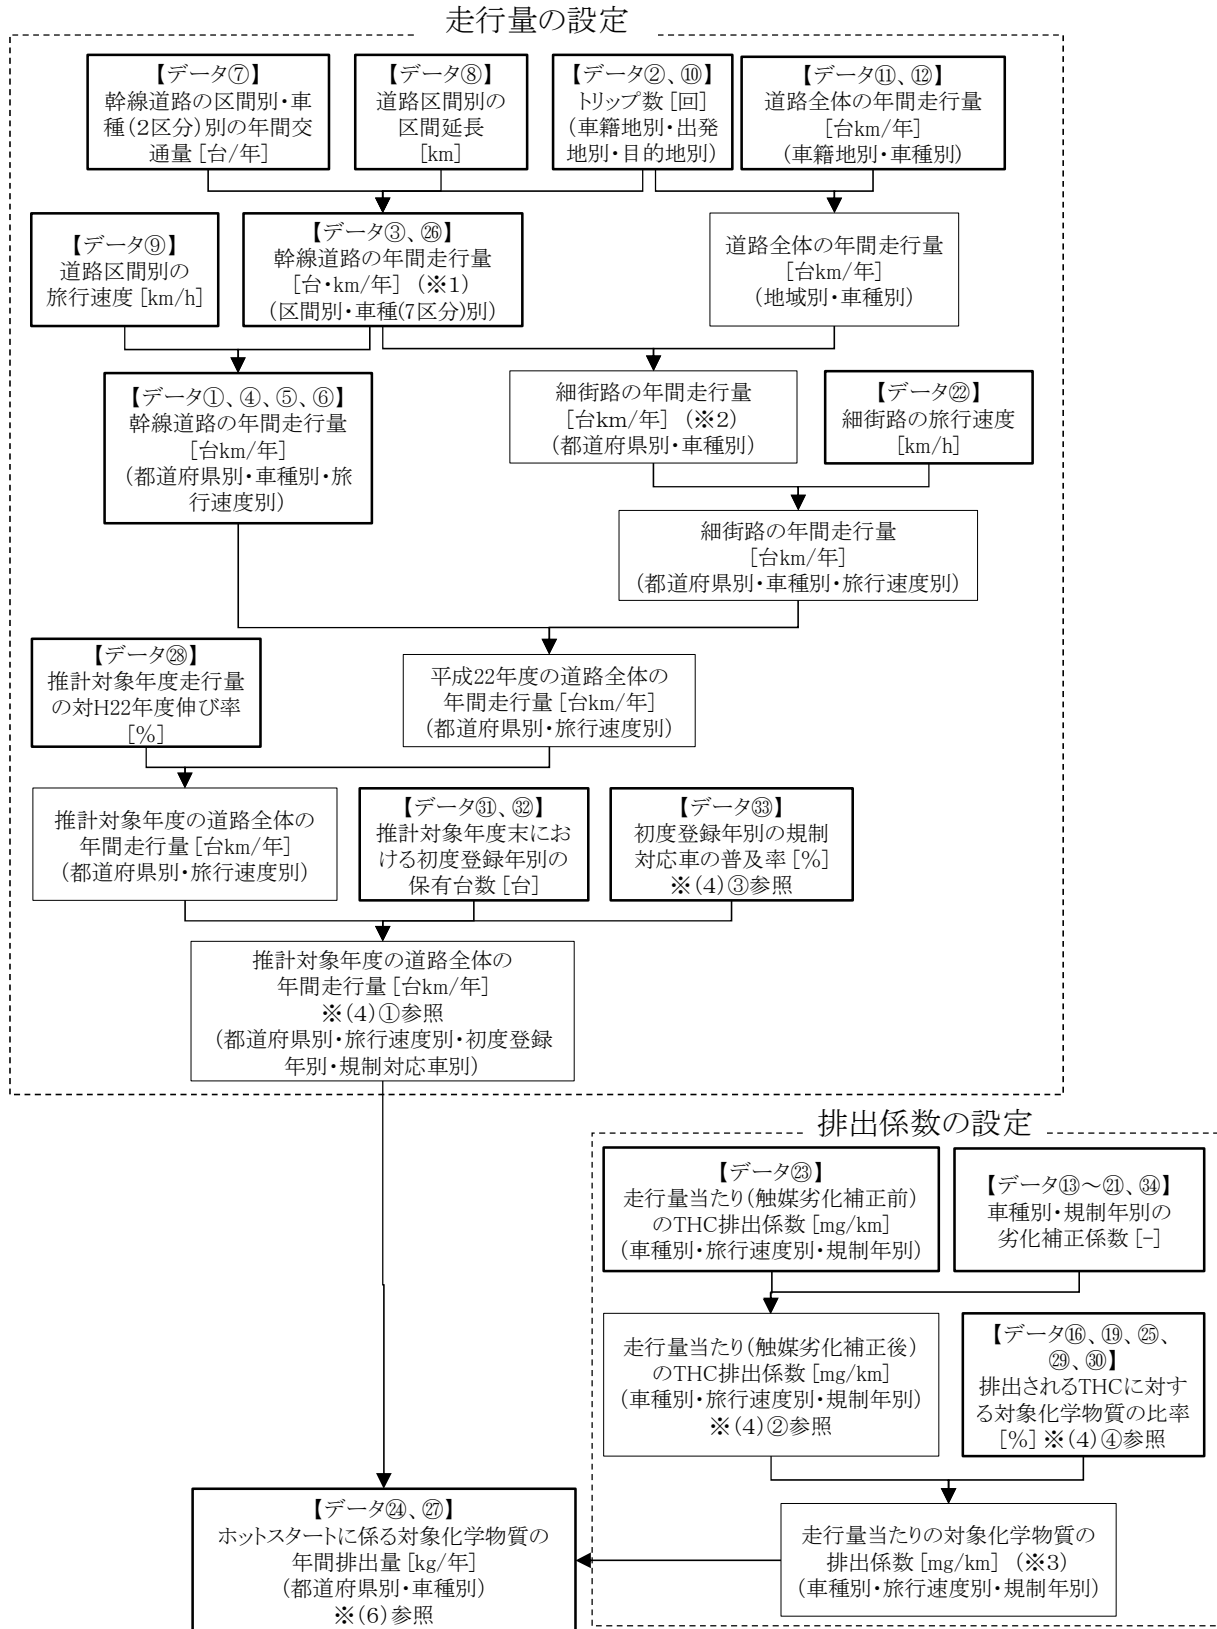 走行量の設定
【データ⑦】
幹線道路の区間別・車
種(2区分)別の年間交
通量[台/年]
【データ⑧】
道路区間別の
区間延長
[km]
【データ②、⑩】
トリップ数[回]
(車籍地別・出発
地別・目的地別)
【データ⑪、⑫】
道路全体の年間走行量
[台km/年]
(車籍地別・車種別)
【データ⑨】
道路区間別の
旅行速度[km/h]
【データ③、㉖】
幹線道路の年間走行量
[台・km/年] (※1)
(区間別・車種(7区分)別)
道路全体の年間走行量
[台km/年]
(地域別・車種別)
【データ①、④、⑤、⑥】
幹線道路の年間走行量
[台km/年]
(都道府県別・車種別・旅
行速度別)
細街路の年間走行量
[台km/年] (※2)
(都道府県別・車種別)
【データ㉒】
細街路の旅行速度
[km/h]
細街路の年間走行量
[台km/年]
(都道府県別・車種別・旅行速度別)
【データ㉘】
推計対象年度走行量
の対H22年度伸び率
[%]
平成22年度の道路全体の
年間走行量[台km/年]
(都道府県別・旅行速度別)
推計対象年度の道路全体の
年間走行量[台km/年]
(都道府県別・旅行速度別)
【データ㉛、㉜】
推計対象年度末にお
ける初度登録年別の
保有台数[台]
【データ㉝】
初度登録年別の規制
対応車の普及率[%]
※(4)③参照
推計対象年度の道路全体の
年間走行量[台km/年]
※(4)①参照
(都道府県別・旅行速度別・初度登録
年別・規制対応車別)
排出係数の設定
【データ㉓】
走行量当たり(触媒劣化補正前)
のTHC排出係数[mg/km]
(車種別・旅行速度別・規制年別)
【データ⑬～㉑、㉞】
車種別・規制年別の
劣化補正係数[-]
走行量当たり(触媒劣化補正後)
のTHC排出係数[mg/km]
(車種別・旅行速度別・規制年別)
※(4)②参照
【データ⑯、⑲、㉕、
㉙、㉚】
排出されるTHCに対す
る対象化学物質の比率
[%]※(4)④参照
【データ㉔、㉗】
ホットスタートに係る対象化学物質の
年間排出量[kg/年]
(都道府県別・車種別)
※(6)参照
走行量当たりの対象化学物質の
排出係数[mg/km] (※3)
(車種別・旅行速度別・規制年別)